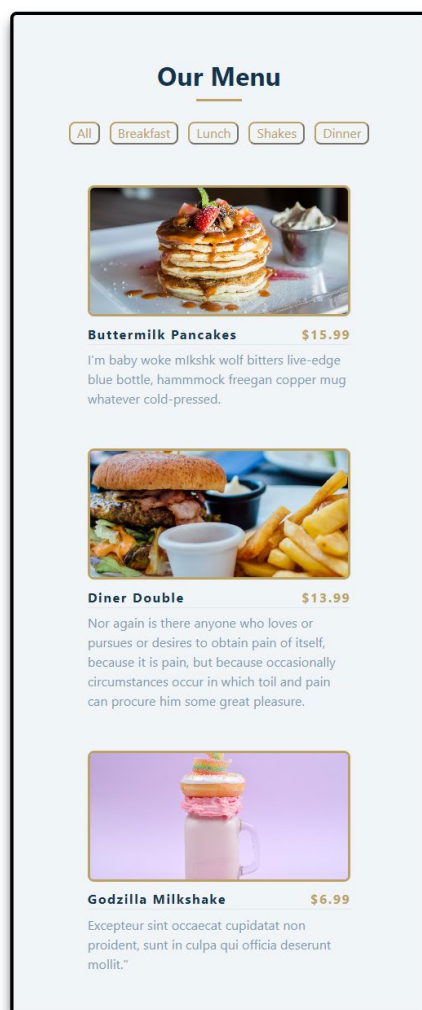 Our Menu
All Breakfast Lunch Shakes Dinner
Buttermilk Pancakes $15.99
I'm baby woke mlkshk wolf bitters live-edge
blue bottle, hammmock freegan copper mug
whatever cold-pressed.
Diner Double $13.99
Nor again is there anyone who loves or
pursues or desires to obtain pain of itself,
because it is pain, but because occasionally
circumstances occur in which toil and pain
can procure him some great pleasure.
Godzilla Milkshake $6.99
Excepteur sint occaecat cupidatat non
proident, sunt in culpa qui officia deserunt
mollit."